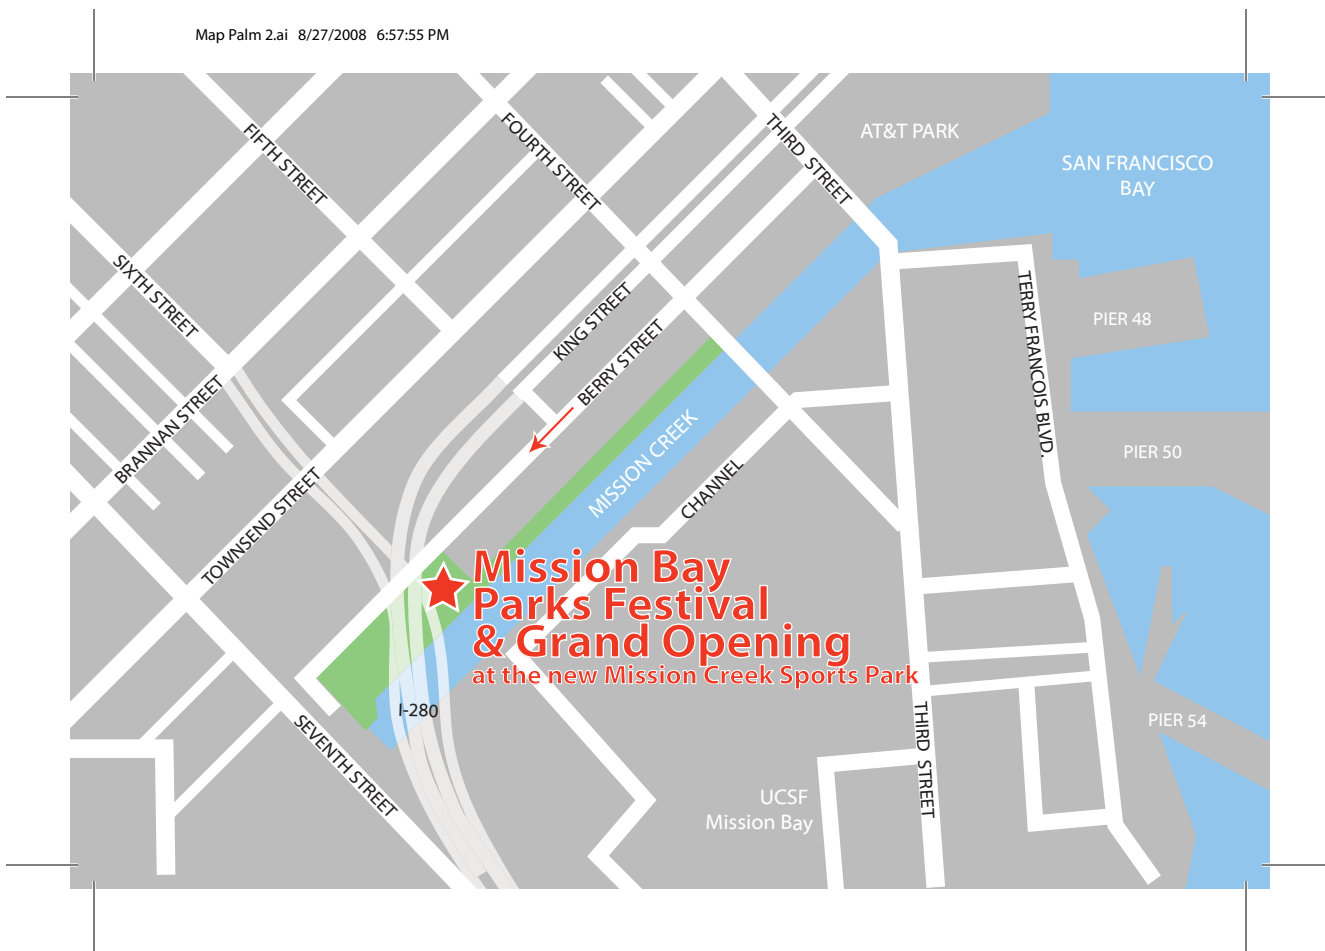 Map Palm 2.ai 8/27/2008 6:57:55 PM
FIFTH STREET
FOURTH STREET
THIRD STREET
AT&T PARK
SAN FRANCISCO
BAY
SIXTH STREET
KING STREET
BERRY STREET
TERRY FRANCOIS BLVD.
PIER 48
BRANNAN STREET
TOWNSEND STREET
MISSION CREEK
CHANNEL
PIER 50
Mission Bay
Parks Festival
& Grand Opening
at the new Mission Creek Sports Park
I-280
SEVENTH STREET
THIRD STREET
PIER 54
UCSF
Mission Bay